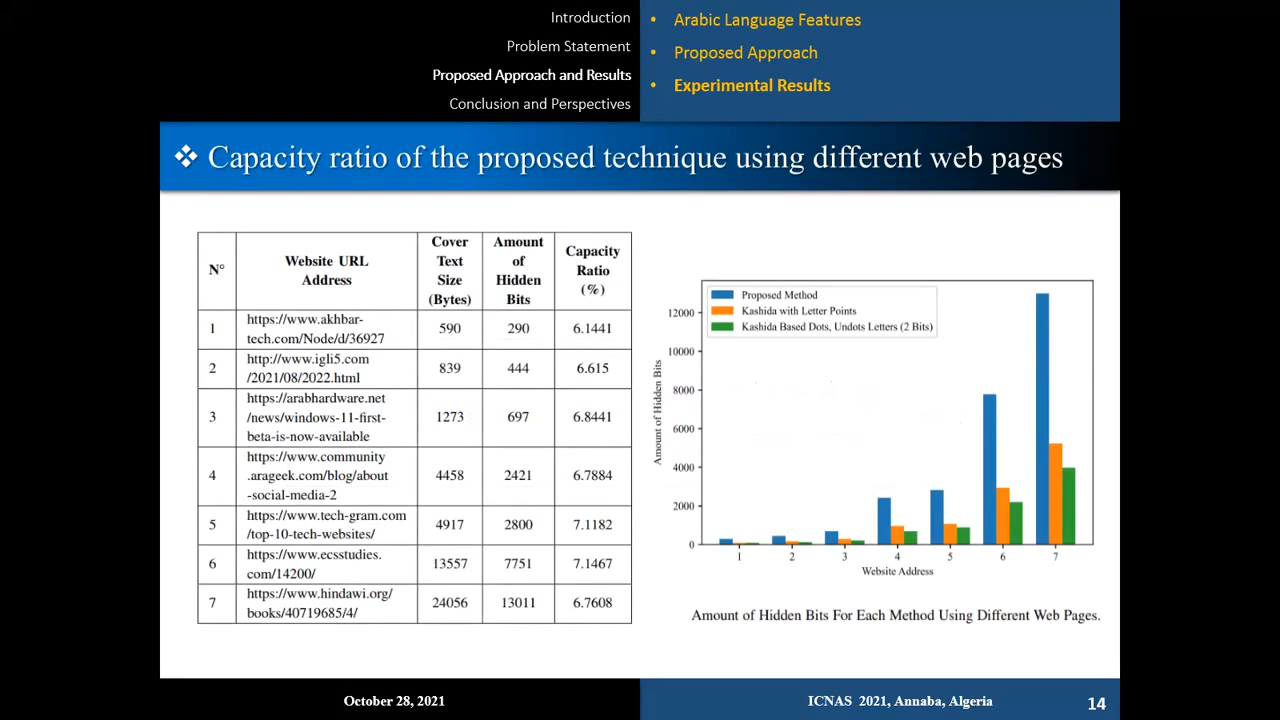 Introduction
Problem Statement
Proposed Approach and Results
Conclusion and Perspectives
• Arabic Language Features
• Proposed Approach
• Experimental Results
❖ Capacity ratio of the proposed technique using different web pages
N°
Website URL
Address
Cover
Text
Size
(Bytes)
Amount
of
Hidden
Bits
Capacity
Ratio
(%)
1
https://www.akhbar-
tech.com/Node/d/36927
590
290
6.1441
2
http://www.igli5.com
/2021/08/2022.html
839
444
6.615
3
https://arabhardware.net
/news/windows-11-first-
beta-is-now-available
1273
697
6.8441
4
https://www.community
.arageek.com/blog/about
-social-media-2
4458
2421
6.7884
5
https://www.tech-gram.com
/top-10-tech-websites/
4917
2800
7.1182
6
https://www.ecsstudies.
com/14200/
13557
7751
7.1467
7
https://www.hindawi.org/
books/40719685/4/
24056
13011
6.7608
Proposed Method
Kashida with Letter Points
Kashida Based Dots, Undots Letters (2 Bits)
Amount of Hidden Bits
12000
10000
8000
6000
4000
2000
0
1 2 3 4 5 6 7
Website Address
Amount of Hidden Bits For Each Method Using Different Web Pages.
October 28, 2021
ICNAS 2021, Annaba, Algeria
14